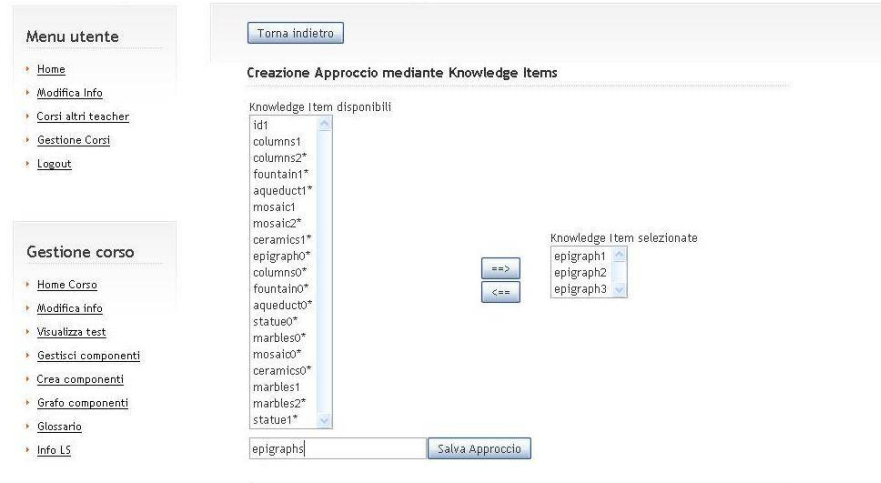 Menu utente
Home
Modifica Info
Corsi altri teacher
Gestione Corsi
Logout
Gestione corso
Home Corso
Modifica info
Visualizza test
Gestisci componenti
Crea componenti
Grafo componenti
Glossario
Info LS
Torna indietro
Creazione Approccio mediante Knowledge Items
Knowledge Item disponibili
id1
columns1
columns2*
fountain1*
aqueduct1*
mosaic1
mosaic2*
ceramics1*
epigraph0*
columns0*
fountain0*
aqueduct0*
statue0*
marbles0*
mosaic0*
ceramics0*
marbles1
marbles2*
statue1*
==>
<==
Knowledge Item selezionate
epigraph1
epigraph2
epigraph3
epigraphs
Salva Approccio